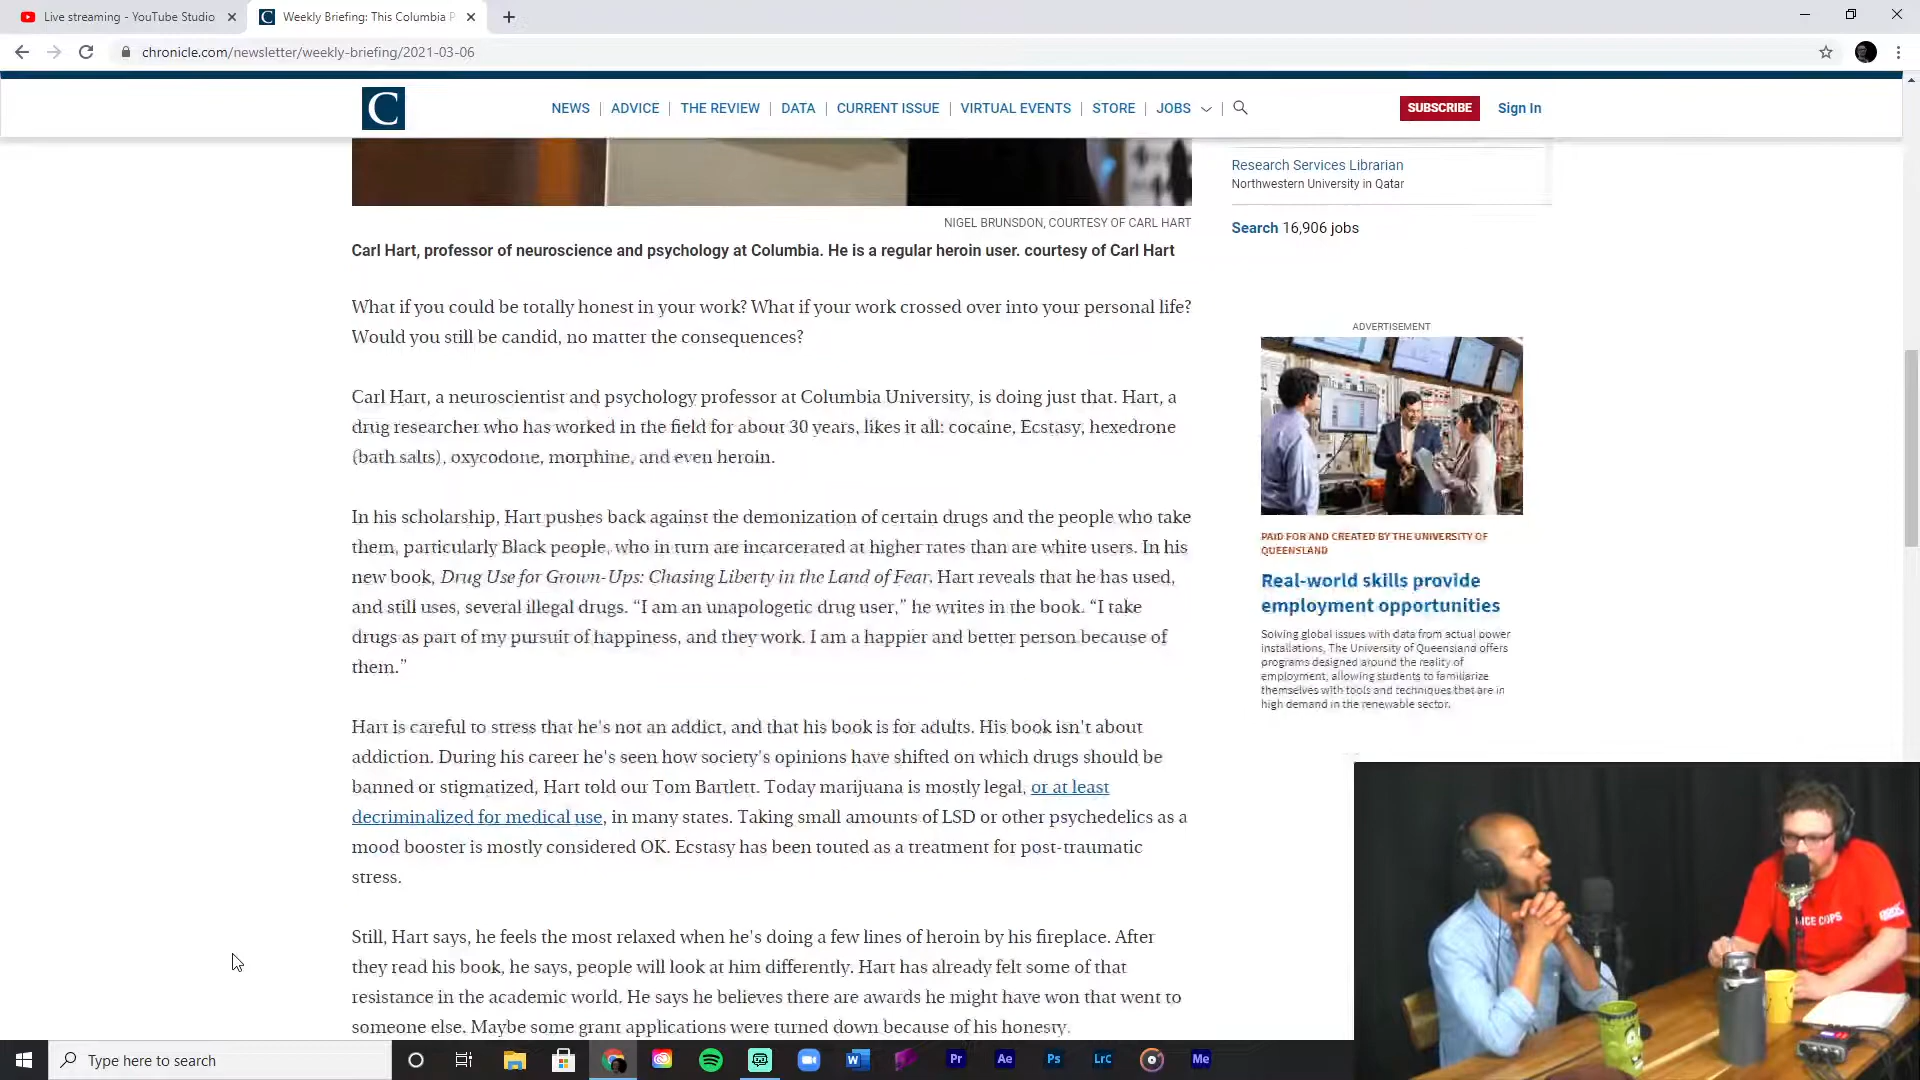 Live streaming - YouTube Studio
Weekly Briefing: This Columbia P
chronicle.com/newsletter/weekly-briefing/2021-03-06
C
NEWS
ADVICE
THE REVIEW
DATA
CURRENT ISSUE
VIRTUAL EVENTS
STORE
JOBS
SUBSCRIBE
Sign In
NIGEL BRUNSDON, COURTESY OF CARL HART
Carl Hart, professor of neuroscience and psychology at Columbia. He is a regular heroin user. courtesy of Carl Hart
What if you could be totally honest in your work? What if your work crossed over into your personal life?
Would you still be candid, no matter the consequences?
Carl Hart, a neuroscientist and psychology professor at Columbia University, is doing just that. Hart, a
drug researcher who has worked in the field for about 30 years, likes it all: cocaine, Ecstasy, hexedrone
(bath salts), oxycodone, morphine, and even heroin.
In his scholarship, Hart pushes back against the demonization of certain drugs and the people who take
them, particularly Black people, who in turn are incarcerated at higher rates than are white users. In his
new book, Drug Use for Grown-Ups: Chasing Liberty in the Land of Fear. Hart reveals that he has used,
and still uses, several illegal drugs. “I am an unapologetic drug user,” he writes in the book. “I take
drugs as part of my pursuit of happiness, and they work. I am a happier and better person because of
them.”
Hart is careful to stress that he's not an addict, and that his book is for adults. His book isn't about
addiction. During his career he's seen how society's opinions have shifted on which drugs should be
banned or stigmatized, Hart told our Tom Bartlett. Today marijuana is mostly legal, or at least
decriminalized for medical use, in many states. Taking small amounts of LSD or other psychedelics as a
mood booster is mostly considered OK. Ecstasy has been touted as a treatment for post-traumatic
stress.
Still, Hart says, he feels the most relaxed when he's doing a few lines of heroin by his fireplace. After
they read his book, he says, people will look at him differently. Hart has already felt some of that
resistance in the academic world. He says he believes there are awards he might have won that went to
someone else. Maybe some grant applications were turned down because of his honesty.
Research Services Librarian
Northwestern University in Qatar
Search 16,906 jobs
ADVERTISEMENT
PAID FOR AND CREATED BY THE UNIVERSITY OF
QUEENSLAND
Real-world skills provide
employment opportunities
Solving global issues with data from actual power
installations, The University of Queensland offers
programs designed around the reality of
employment, allowing students to familiarize
themselves with tools and techniques that are in
high demand in the renewable sector.
COPS
Type here to search
W
Pr
Ae
Ps
Lrc
Me